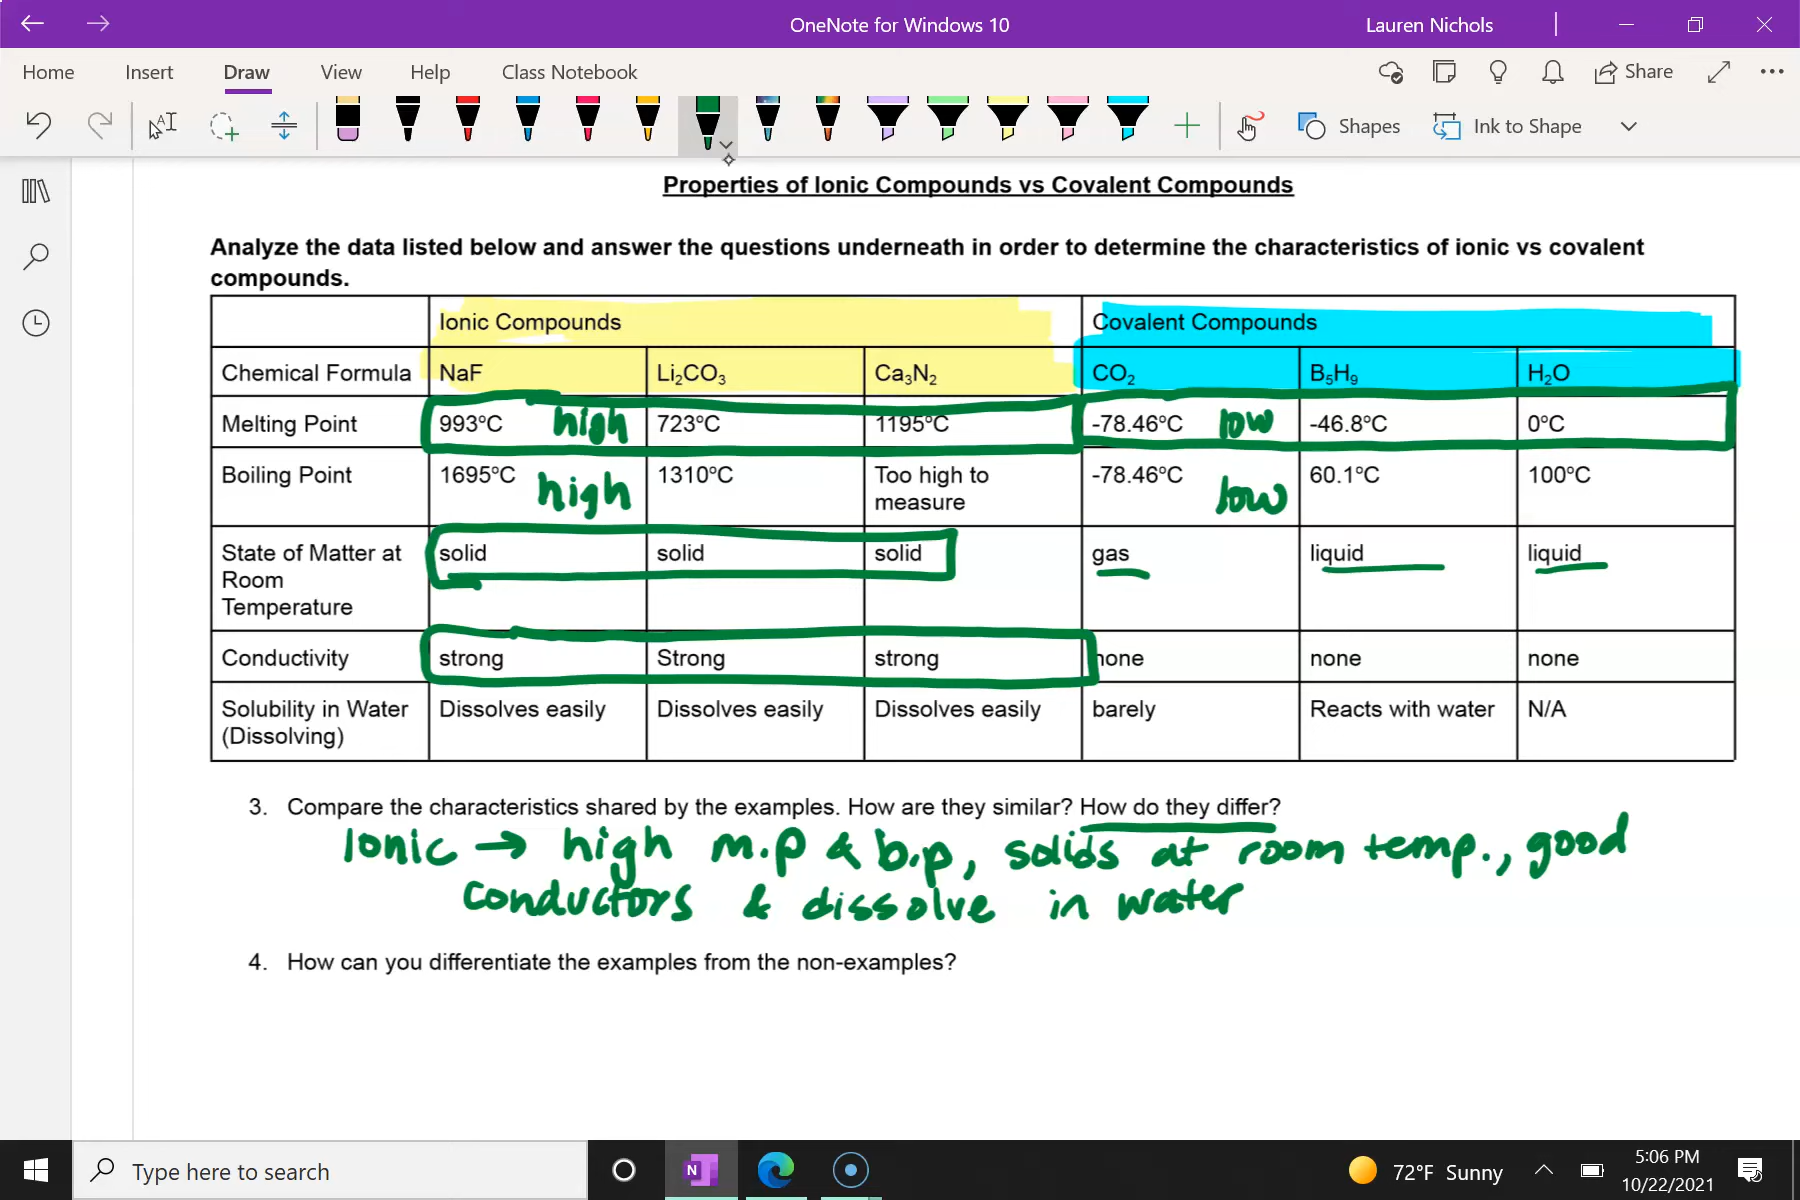 OneNote for Windows 10
Lauren Nichols
Home Insert Draw View Help Class Notebook
Share
Shapes
Ink to Shape
Properties of Ionic Compounds vs Covalent Compounds
Analyze the data listed below and answer the questions underneath in order to determine the characteristics of ionic vs covalent
compounds.
Ionic Compounds Covalent Compounds
Chemical Formula NaF Li₂CO₃ Ca₃N₂ CO₂ B₅H₉ H₂O
Melting Point 993°C high 723°C 1195°C -78.46°C low -46.8°C 0°C
Boiling Point 1695°C high 1310°C Too high to -78.46°C low 60.1°C 100°C
measure
State of Matter at solid solid solid gas liquid liquid
Room
Temperature
Conductivity strong Strong strong none none none
Solubility in Water Dissolves easily Dissolves easily Dissolves easily barely Reacts with water N/A
(Dissolving)
3. Compare the characteristics shared by the examples. How are they similar? How do they differ?
Ionic → high m.p & b.p, solids at room temp., good
conductors & dissolve in water
4. How can you differentiate the examples from the non-examples?
Type here to search
N
72°F Sunny
5:06 PM
10/22/2021